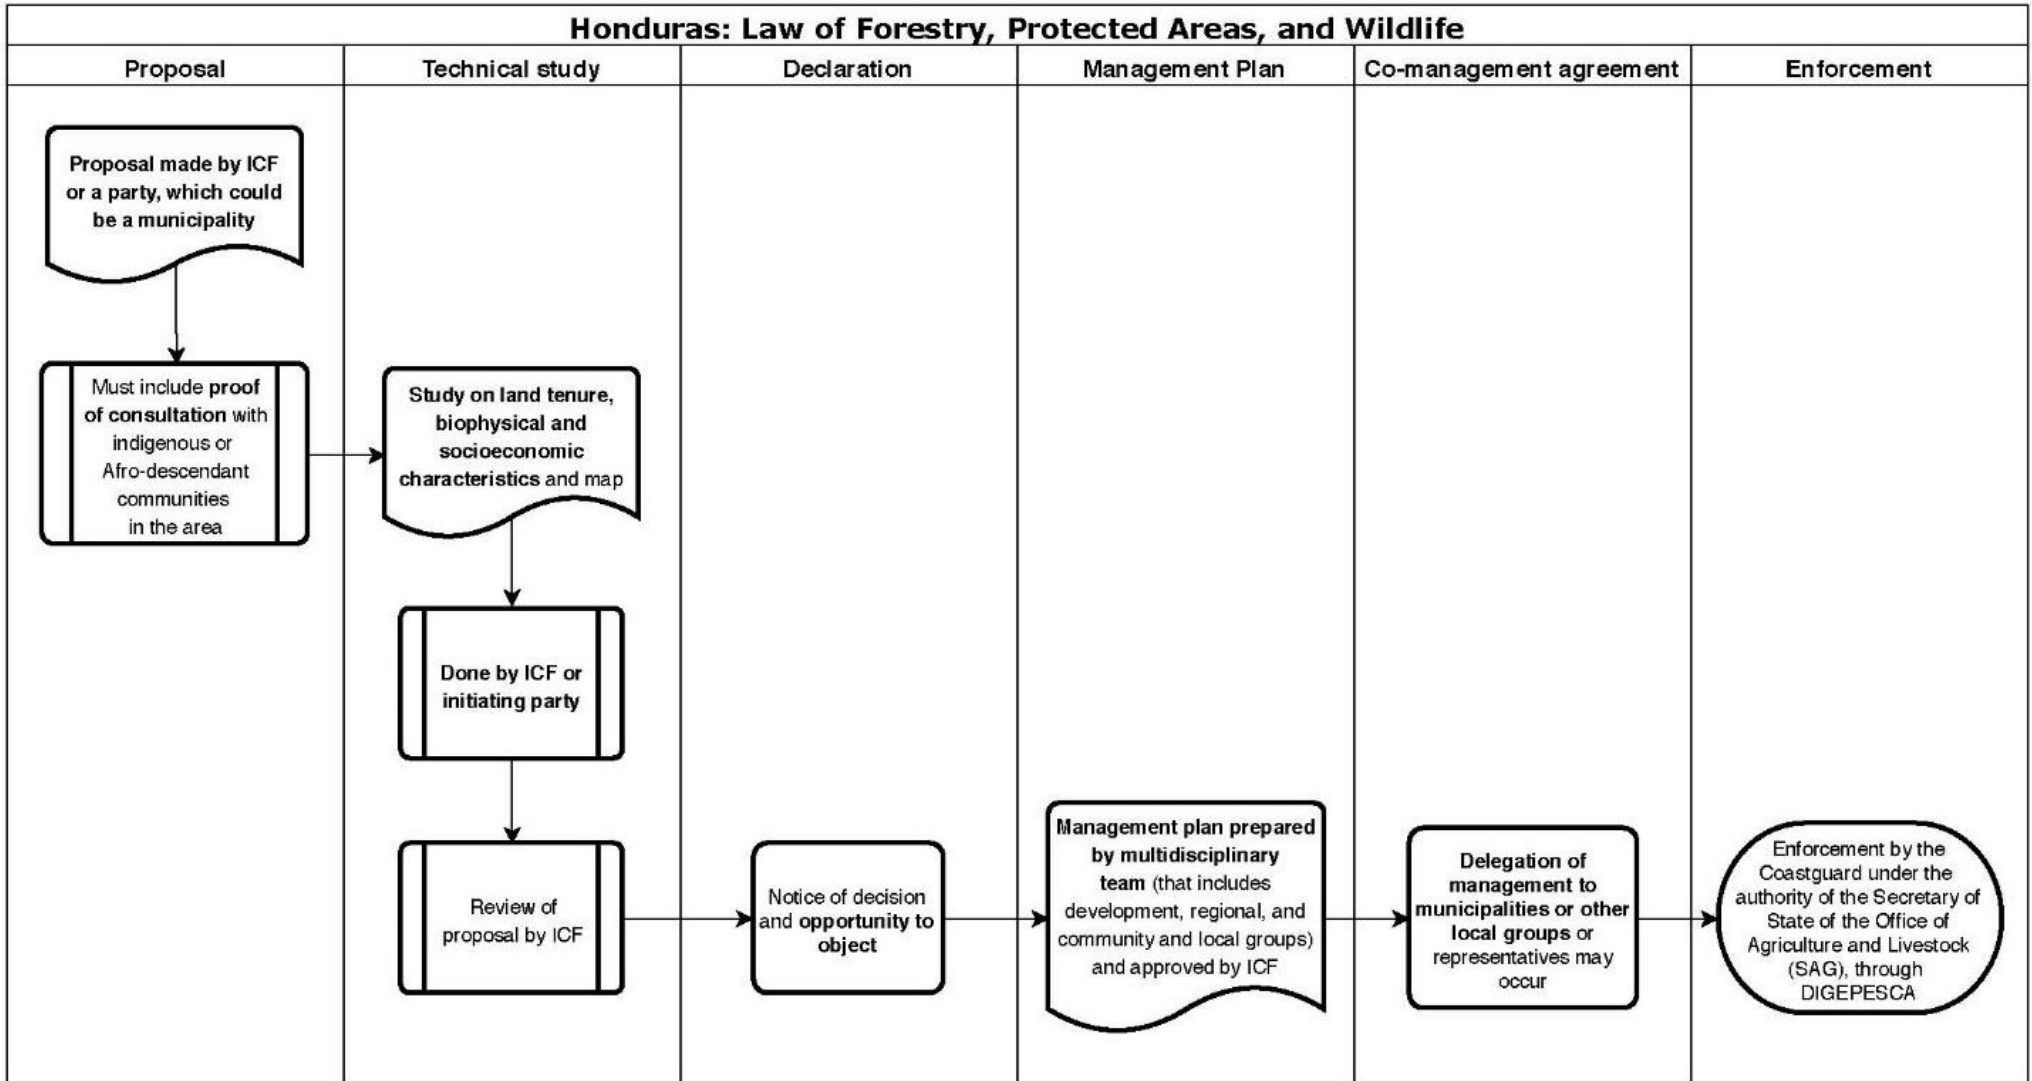 Honduras: Law of Forestry, Protected Areas, and Wildlife
Proposal
Technical study
Declaration
Management Plan
Co-management agreement
Enforcement
Proposal made by ICF
or a party, which could
be a municipality
Must include proof
of consultation with
indigenous or
Afro-descendant
communities
in the area
Study on land tenure,
biophysical and
socioeconomic
characteristics and map
Done by ICF or
initiating party
Review of
proposal by ICF
Notice of decision
and opportunity to
object
Management plan prepared
by multidisciplinary
team (that includes
development, regional, and
community and local groups)
and approved by ICF
Delegation of
management to
municipalities or other
local groups or
representatives may
occur
Enforcement by the
Coastguard under the
authority of the Secretary of
State of the Office of
Agriculture and Livestock
(SAG), through
DIGEPESCA